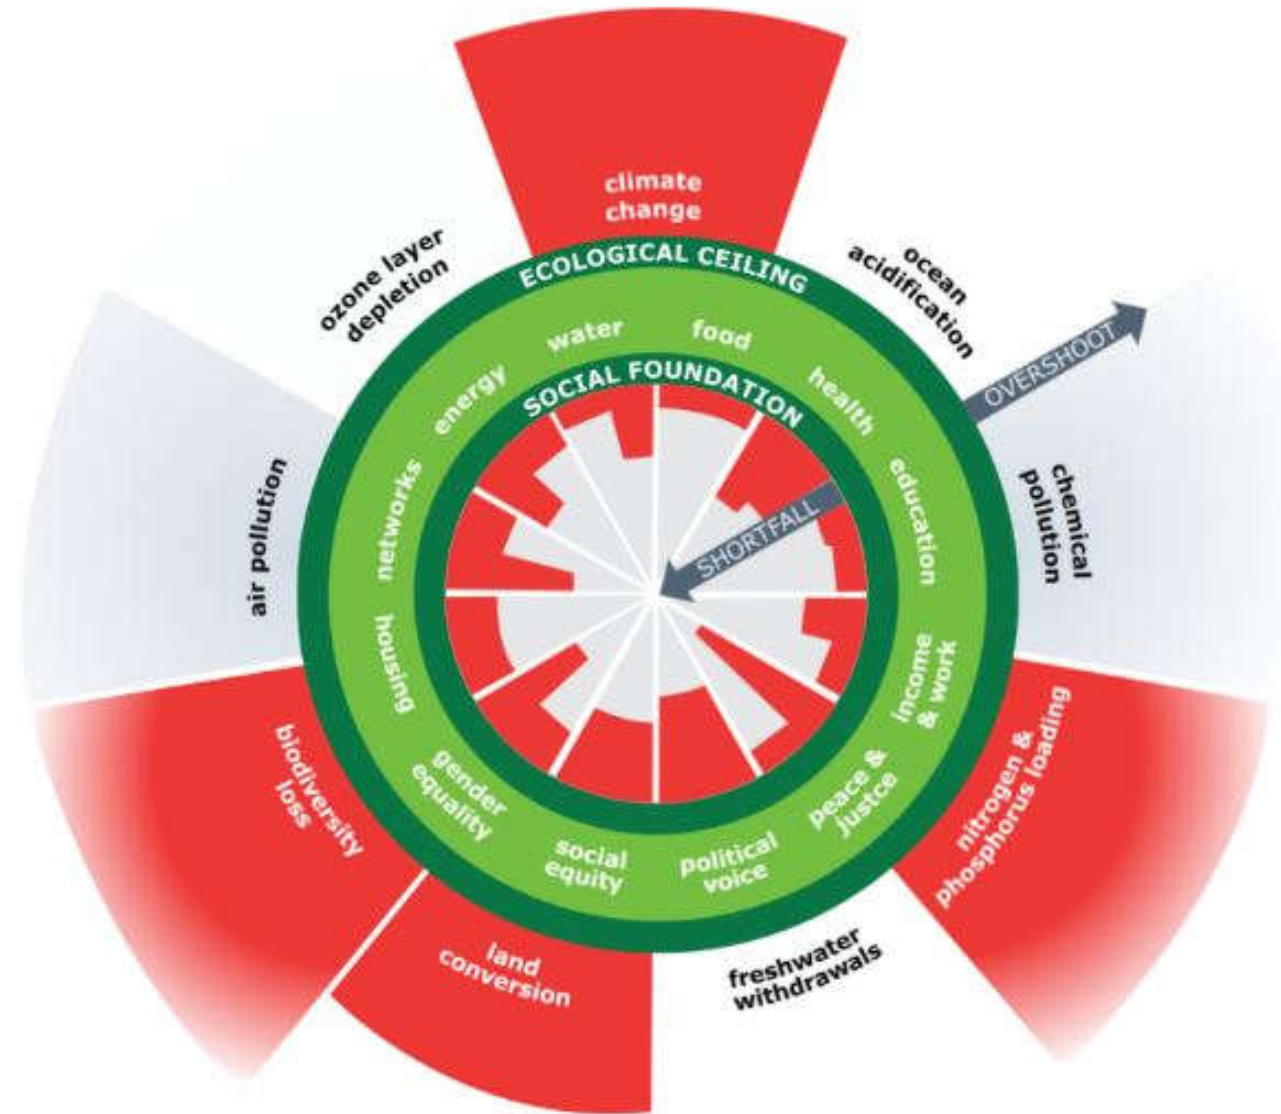 climate
change
ozone layer
depletion
ocean
acidification
ECOLOGICAL CEILING
OVERSHOOT
water
food
energy
health
SOCIAL FOUNDATION
networks
education
air pollution
chemical
pollution
SHORTFALL
housing
income
& work
biodiversity
loss
nitrogen &
phosphorus loading
gender
equality
peace &
justce
social
equity
political
voice
land
conversion
freshwater
withdrawals